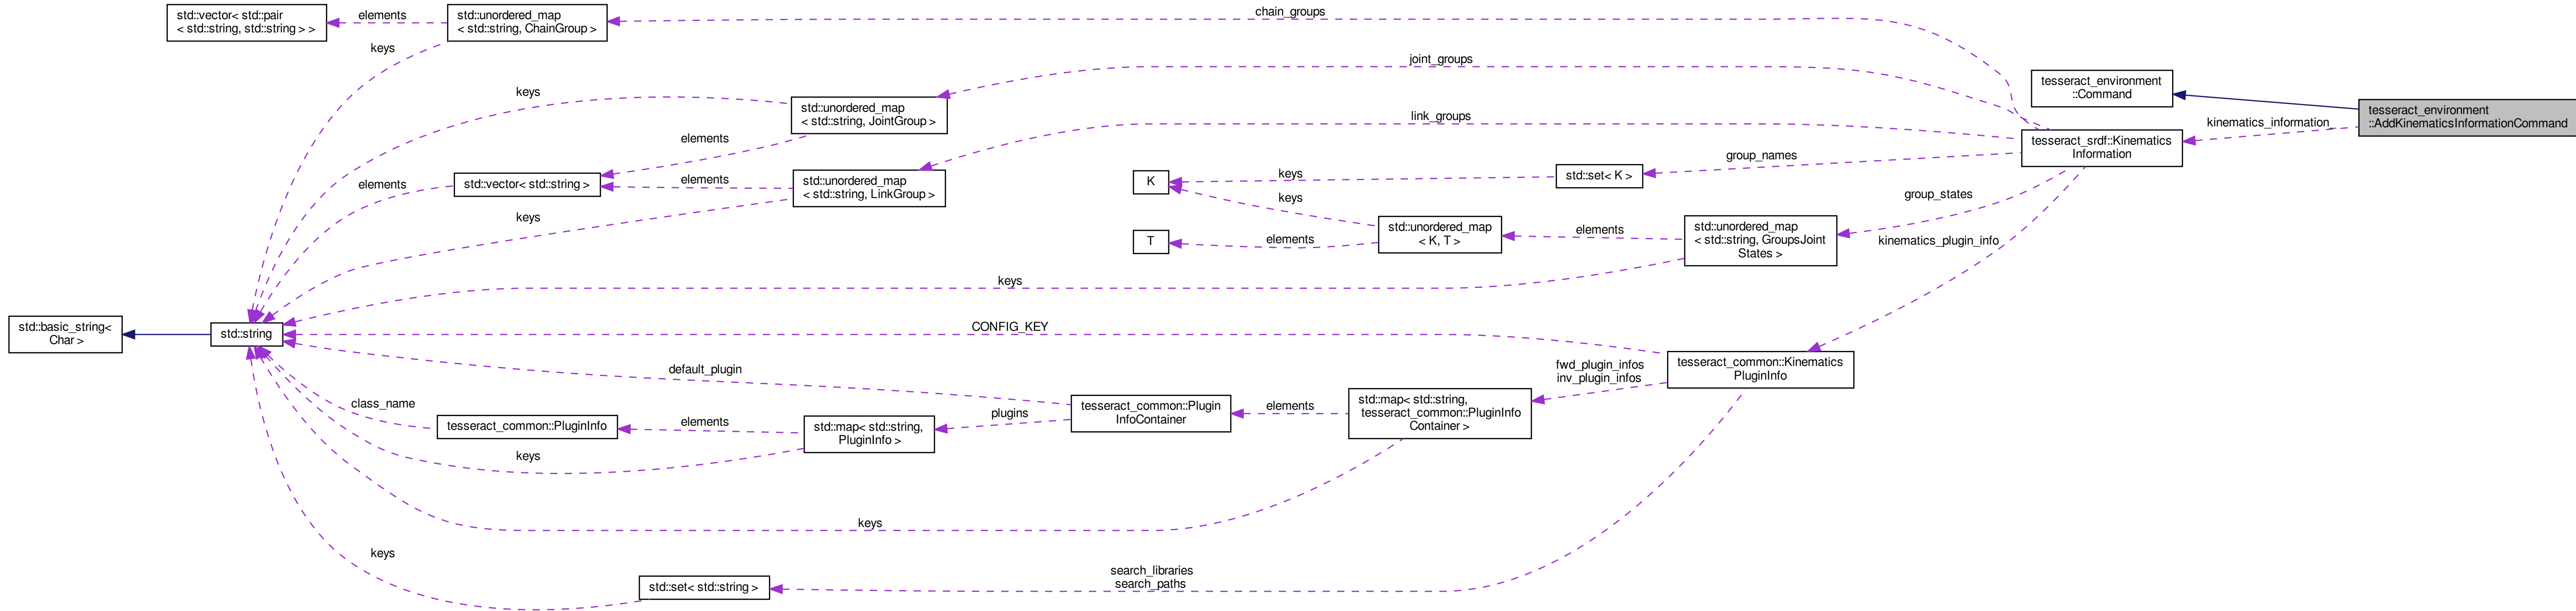 std::vector< std::pair
< std::string, std::string > >
elements
std::unordered_map
< std::string, ChainGroup >
chain_groups
keys
joint_groups
tesseract_environment
::Command
keys
std::unordered_map
< std::string, JointGroup >
link_groups
tesseract_environment
::AddKinematicsInformationCommand
kinematics_information_
elements
tesseract_srdf::Kinematics
Information
group_names
std::vector< std::string >
elements
elements
std::unordered_map
< std::string, LinkGroup >
K
keys
std::set< K >
keys
group_states
keys
T
elements
std::unordered_map
< K, T >
elements
std::unordered_map
< std::string, GroupsJoint
States >
kinematics_plugin_info
keys
std::basic_string<
Char >
std::string
CONFIG_KEY
default_plugin
fwd_plugin_infos
inv_plugin_infos
tesseract_common::Kinematics
PluginInfo
class_name
tesseract_common::PluginInfo
elements
std::map< std::string,
PluginInfo >
plugins
tesseract_common::Plugin
InfoContainer
elements
std::map< std::string,
tesseract_common::PluginInfo
Container >
keys
keys
keys
std::set< std::string >
search_libraries
search_paths